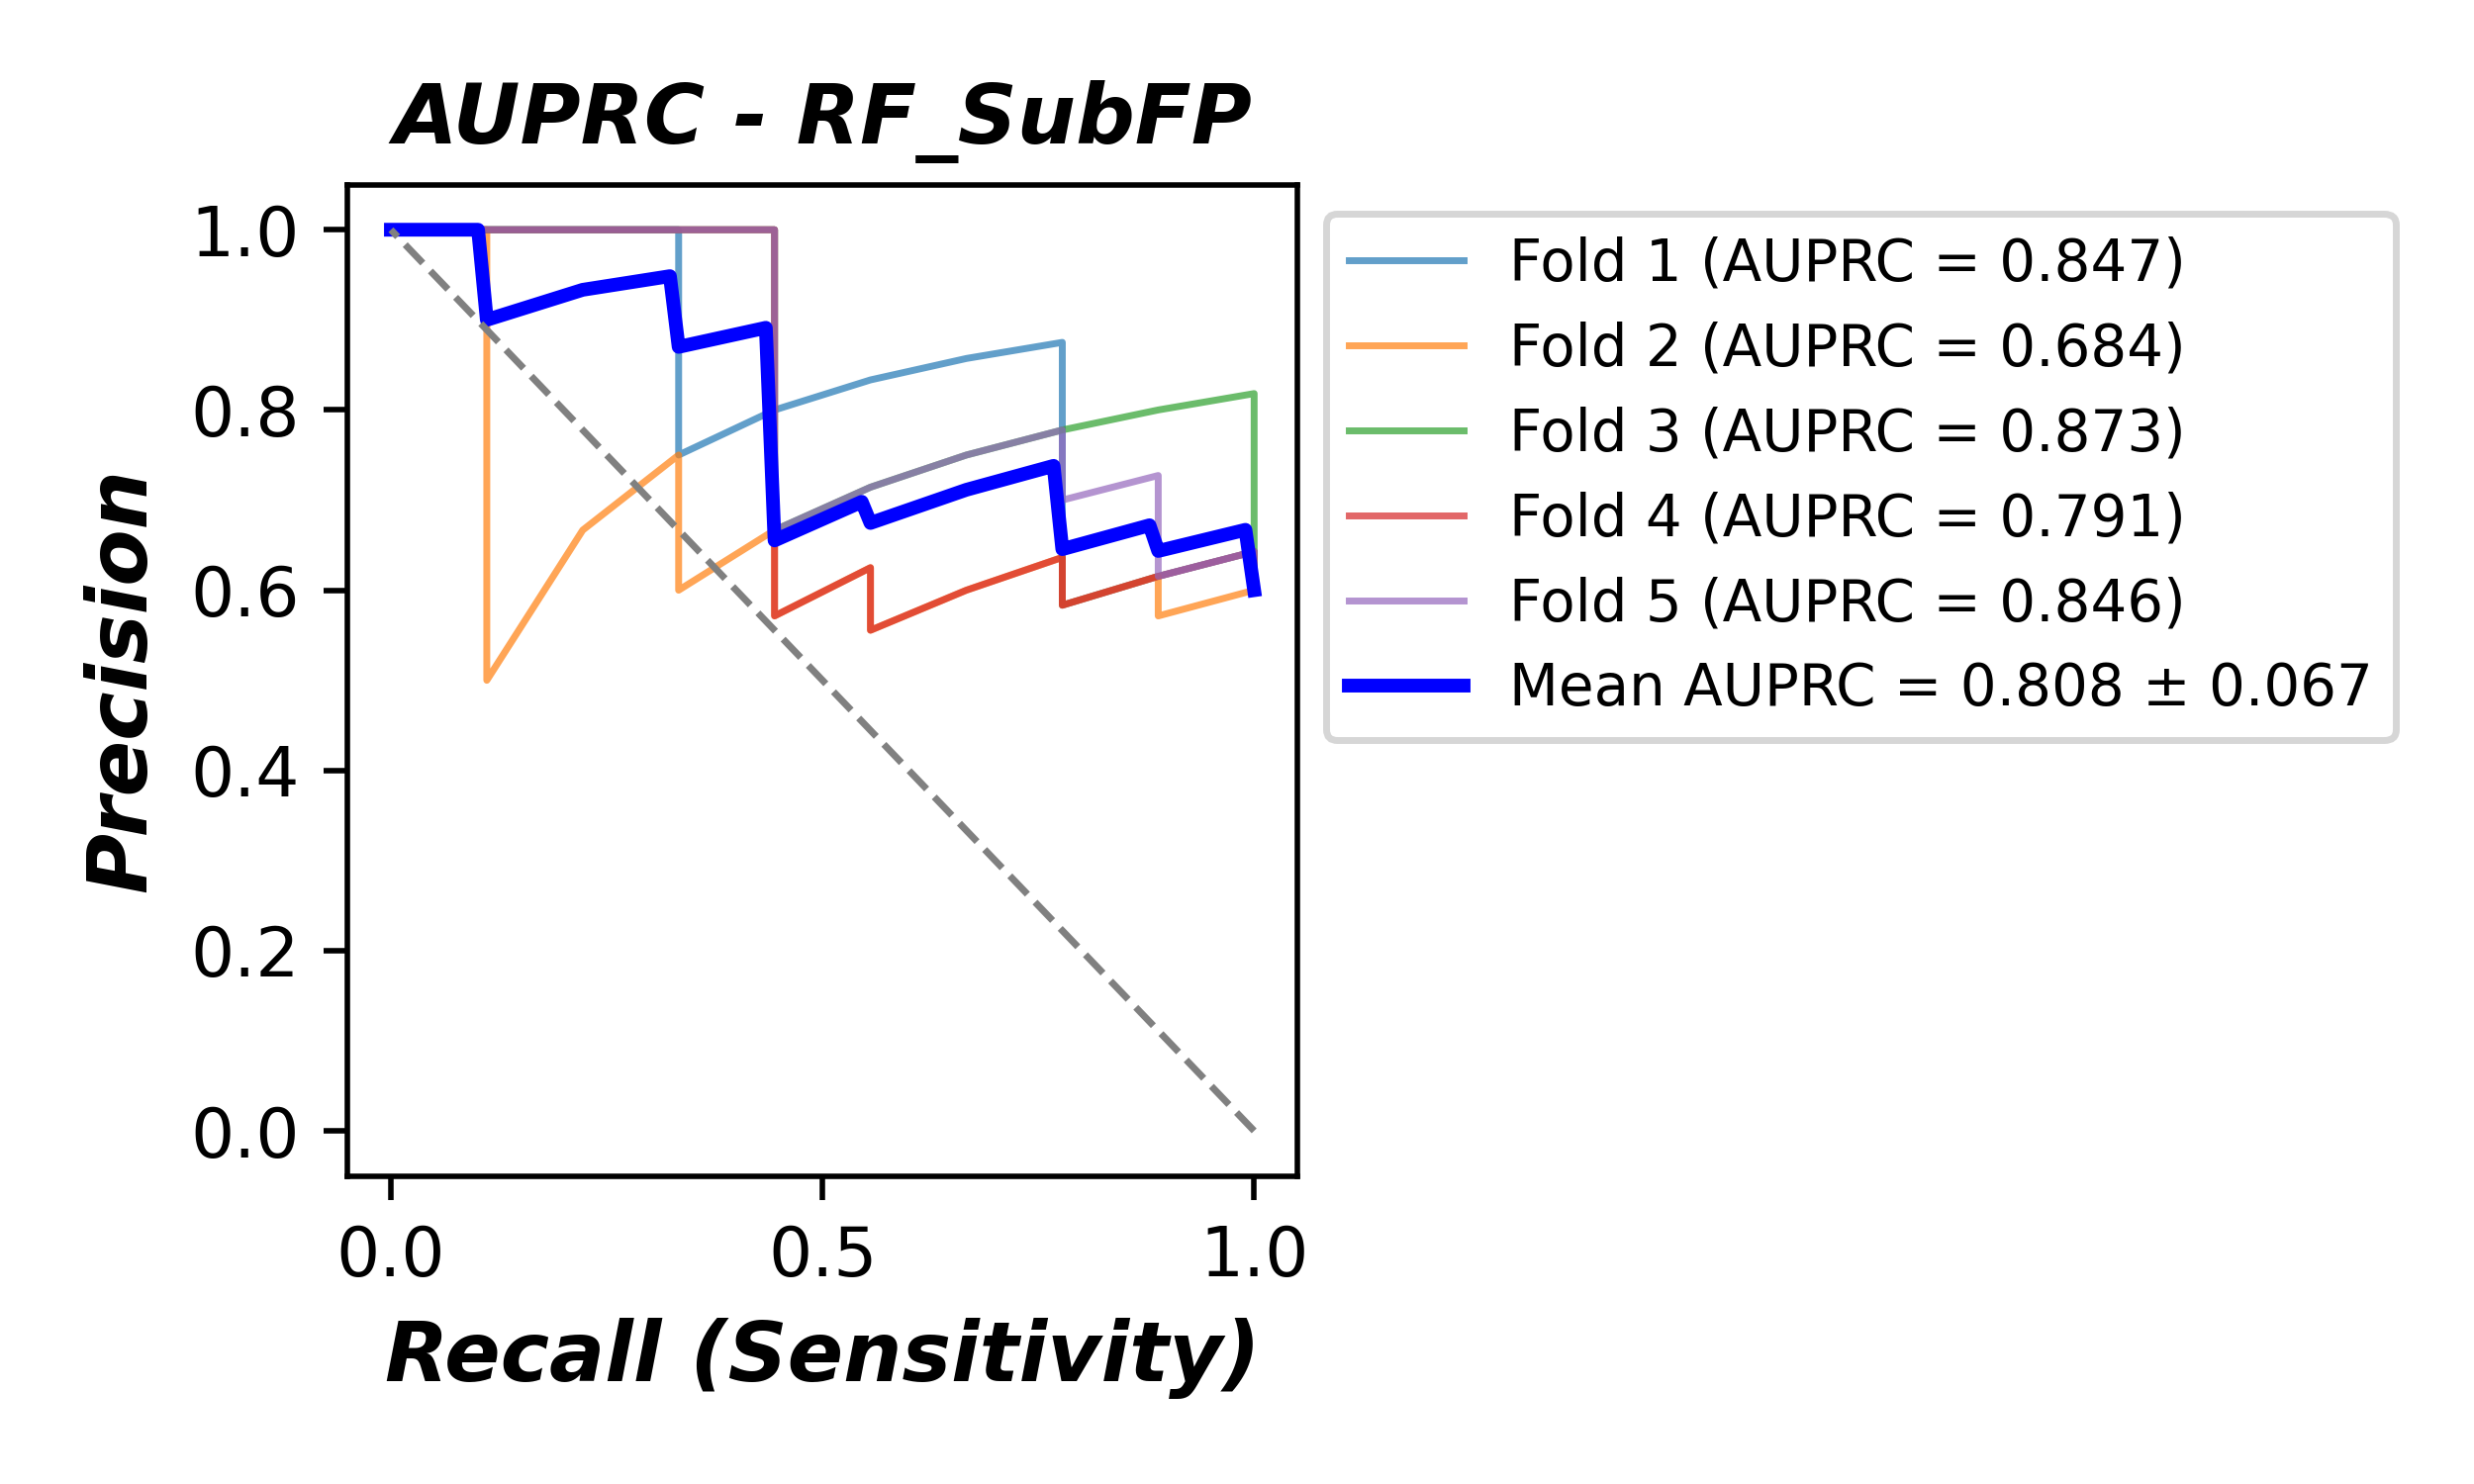 AUPRC - RF_SubFP
Precision
1.0
0.8
0.6
0.4
0.2
0.0
0.0 0.5 1.0
Recall (Sensitivity)
Fold 1 (AUPRC = 0.847)
Fold 2 (AUPRC = 0.684)
Fold 3 (AUPRC = 0.873)
Fold 4 (AUPRC = 0.791)
Fold 5 (AUPRC = 0.846)
Mean AUPRC = 0.808 ± 0.067